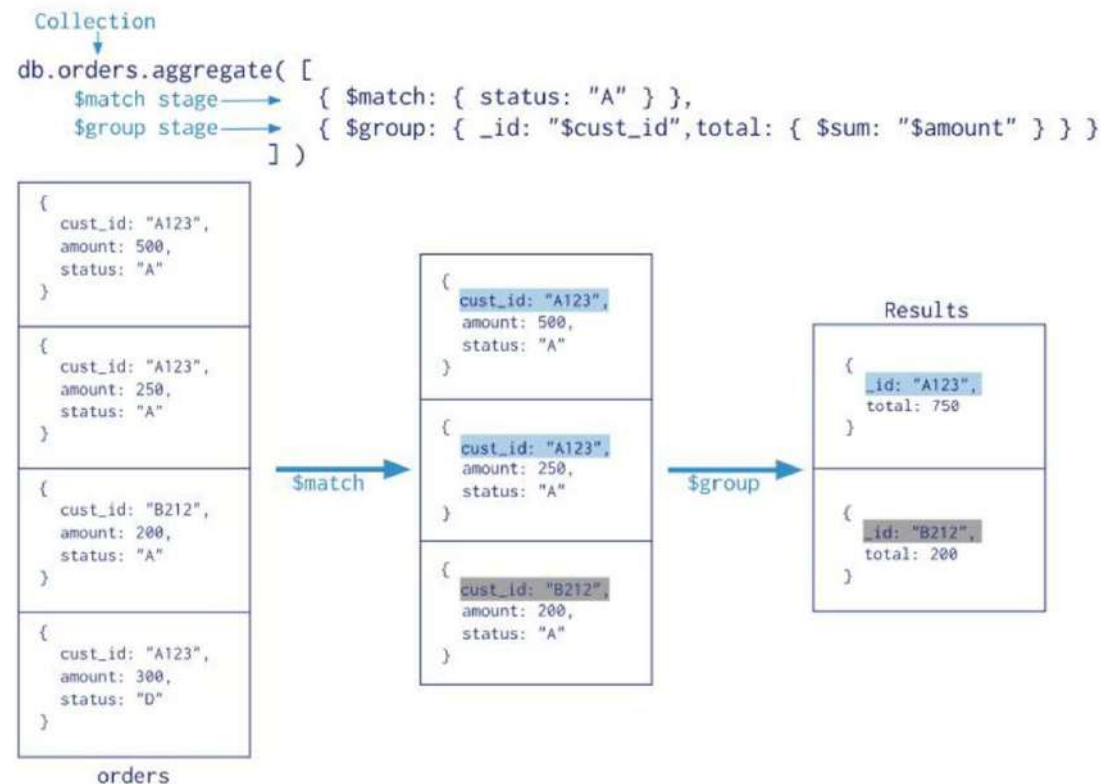 Collection
db.orders.aggregate( [
$match stage { $match: { status: "A" } },
$group stage { $group: { _id: "$cust_id",total: { $sum: "$amount" } } }
] )
{
cust_id: "A123",
amount: 500,
status: "A"
}
{
cust_id: "A123",
amount: 250,
status: "A"
}
{
cust_id: "B212",
amount: 200,
status: "A"
}
{
cust_id: "A123",
amount: 300,
status: "D"
}
orders
$match
{
cust_id: "A123",
amount: 500,
status: "A"
}
{
cust_id: "A123",
amount: 250,
status: "A"
}
{
cust_id: "B212",
amount: 200,
status: "A"
}
$group
Results
{
_id: "A123",
total: 750
}
{
_id: "B212",
total: 200
}